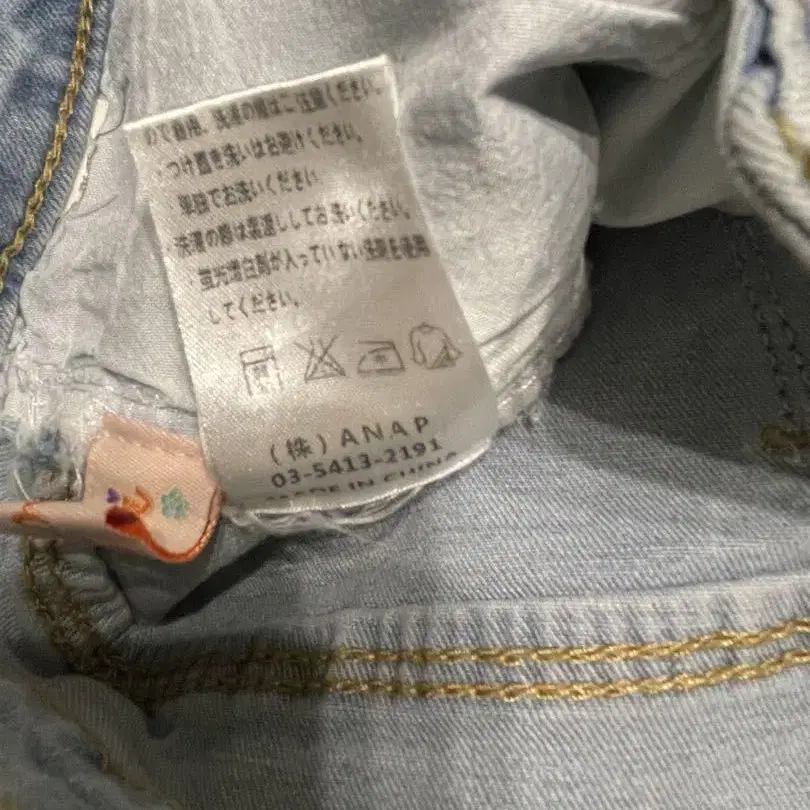 ので着用、洗濯の際はご注意ください。
・つけ置き洗いはお避けください。
単独でお洗いください
・洗濯の際は裏返ししてお洗いください。
・蛍光増白剤が入っていない洗剤を使用
してください。
(株)ANAP
03-5413-2191
MADE IN CHINA